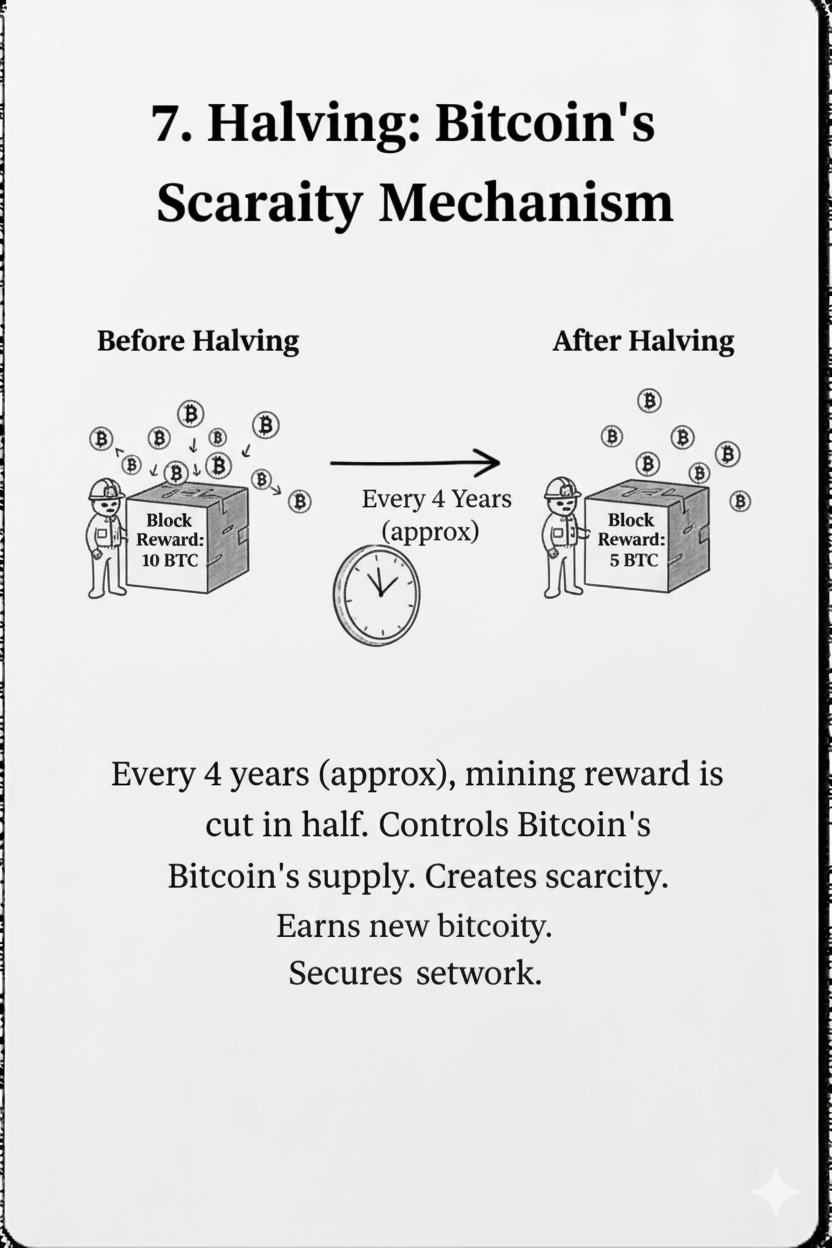 7. Halving: Bitcoin's
Scaraity Mechanism
Before Halving
After Halving
Block
Reward:
10 BTC
Every 4 Years
(approx)
Block
Reward:
5 BTC
Every 4 years (approx), mining reward is
cut in half. Controls Bitcoin's
Bitcoin's supply. Creates scarcity.
Earns new bitcoity.
Secures setwork.